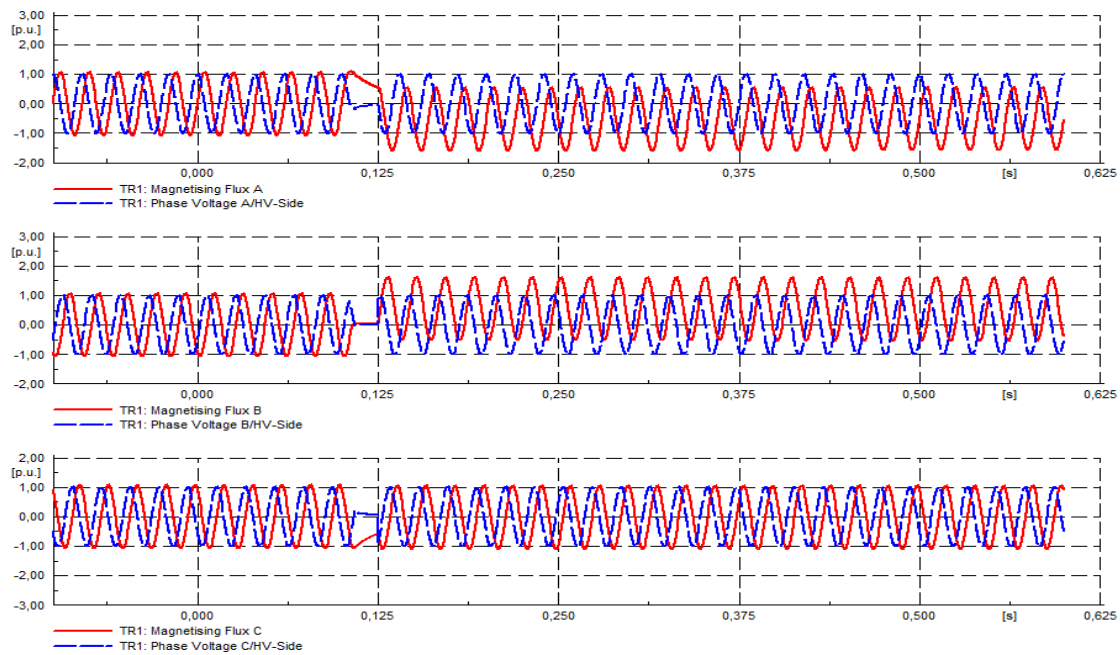 3,00
[p.u.]
2,00
1,00
0,00
-1,00
-2,00
0,000 0,125 0,250 0,375 0,500 [s] 0,625
TR1: Magnetising Flux A
TR1: Phase Voltage A/HV-Side
3,00
[p.u.]
2,00
1,00
0,00
-1,00
-2,00
0,000 0,125 0,250 0,375 0,500 [s] 0,625
TR1: Magnetising Flux B
TR1: Phase Voltage B/HV-Side
2,00
[p.u.]
1,00
0,00
-1,00
-2,00
-3,00
0,000 0,125 0,250 0,375 0,500 [s] 0,625
TR1: Magnetising Flux C
TR1: Phase Voltage C/HV-Side